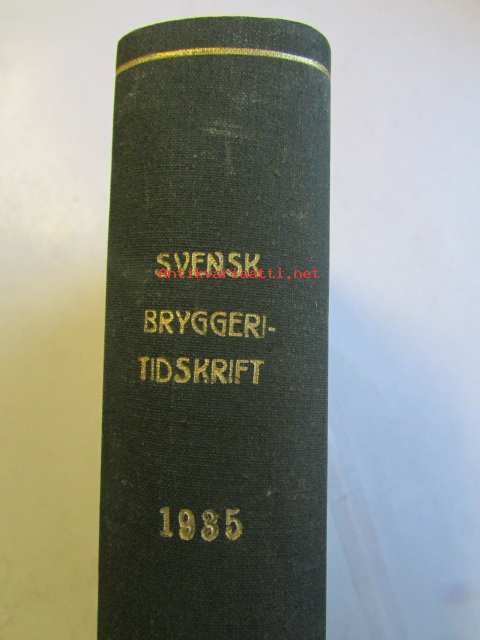 SVENSK
Antikvariaatti.net
BRYGGERI-
TIDSKRIFT
1935